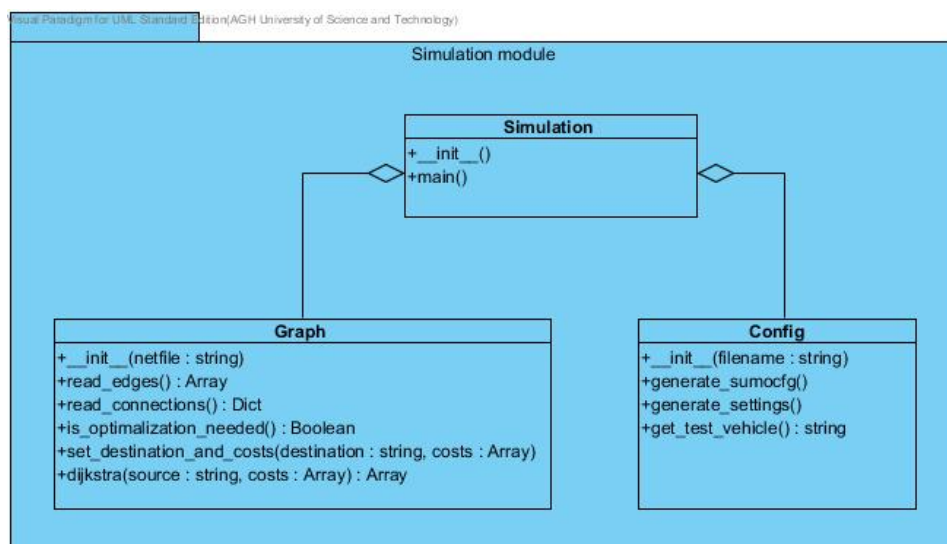 Visual Paradigm for UML Standard Edition(AGH University of Science and Technology)
Simulation module
Simulation
+__init__()
+main()
Graph
+__init__(netfile : string)
+read_edges() : Array
+read_connections() : Dict
+is_optimalization_needed() : Boolean
+set_destination_and_costs(destination : string, costs : Array)
+dijkstra(source : string, costs : Array) : Array
Config
+__init__(filename : string)
+generate_sumocfg()
+generate_settings()
+get_test_vehicle() : string